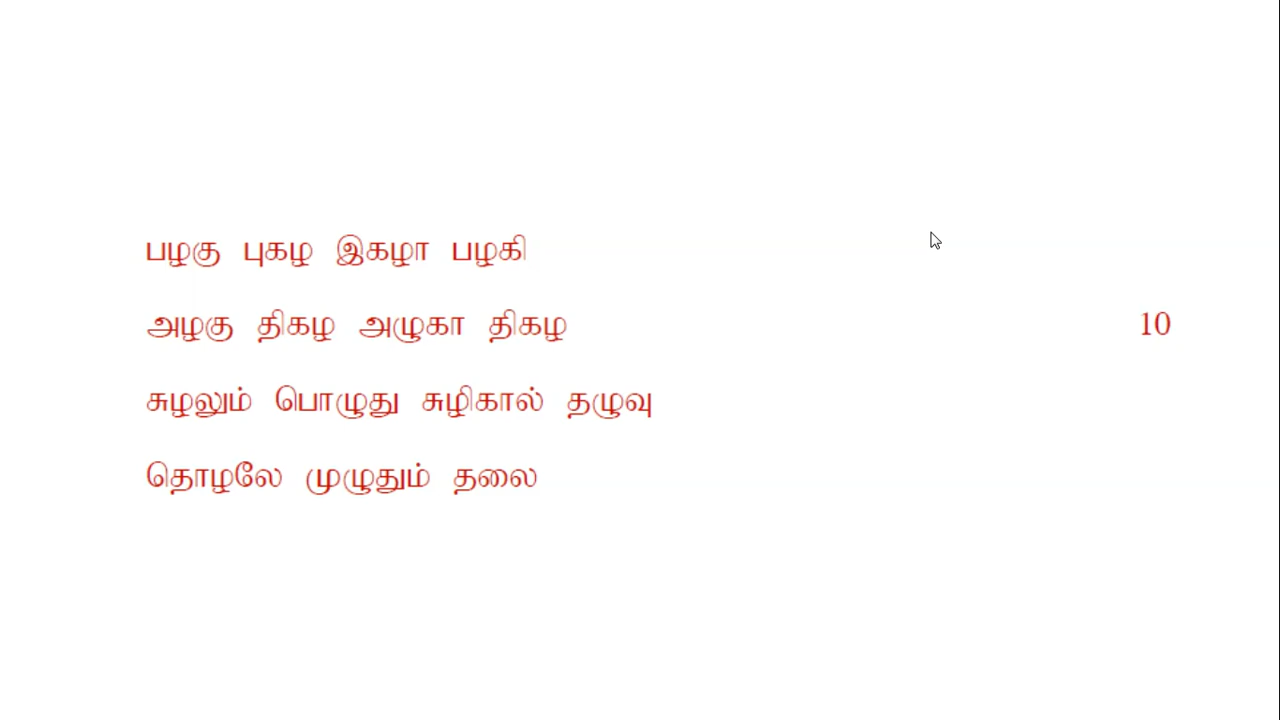 பழகு புகழ இகழா பழகி
அழகு திகழ அழுகா திகழ 10
சுழலும் பொழுது சுழிகால் தழுவு
தொழலே முழுதும் தலை